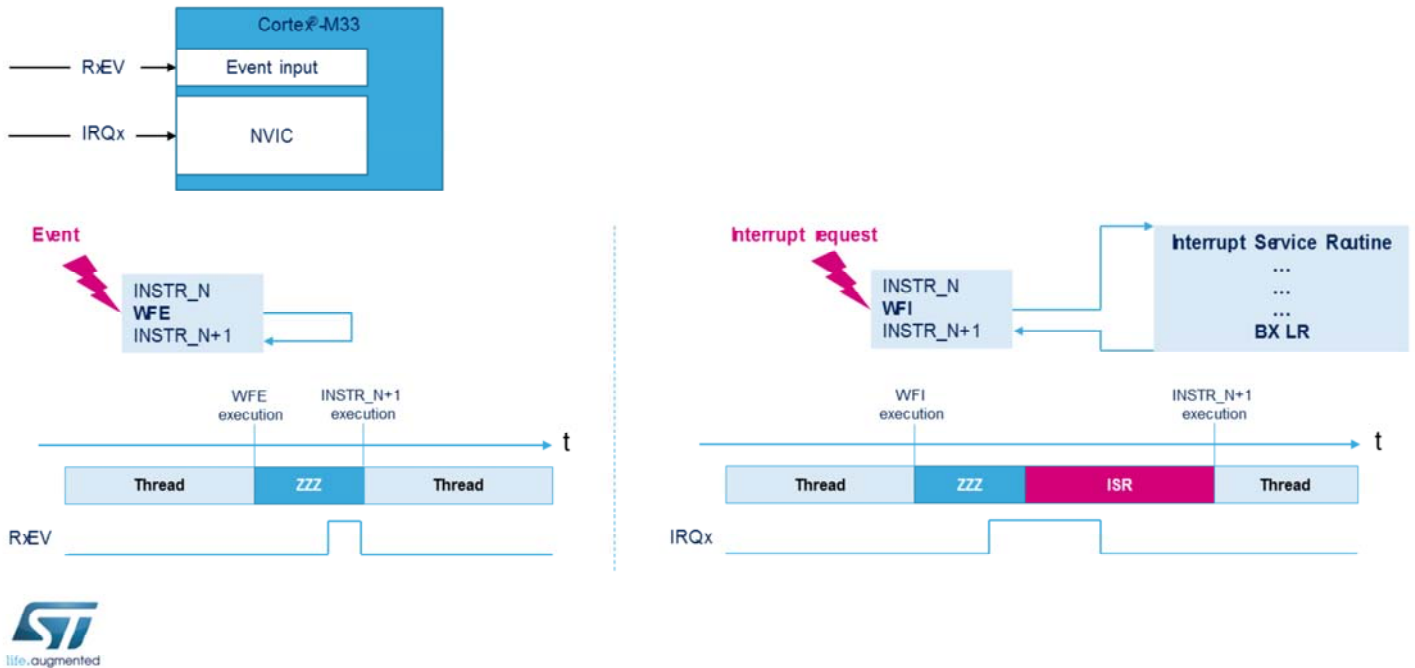 Cortex®-M33
RxEV
Event input
IRQx
NVIC
Event
INSTR_N
WFE
INSTR_N+1
WFE
execution
INSTR_N+1
execution
t
Thread
ZZZ
Thread
RxEV
Interrupt request
INSTR_N
WFI
INSTR_N+1
Interrupt Service Routine
...
...
...
BX LR
WFI
execution
INSTR_N+1
execution
t
Thread
ZZZ
ISR
Thread
IRQx
ST
life.augmented